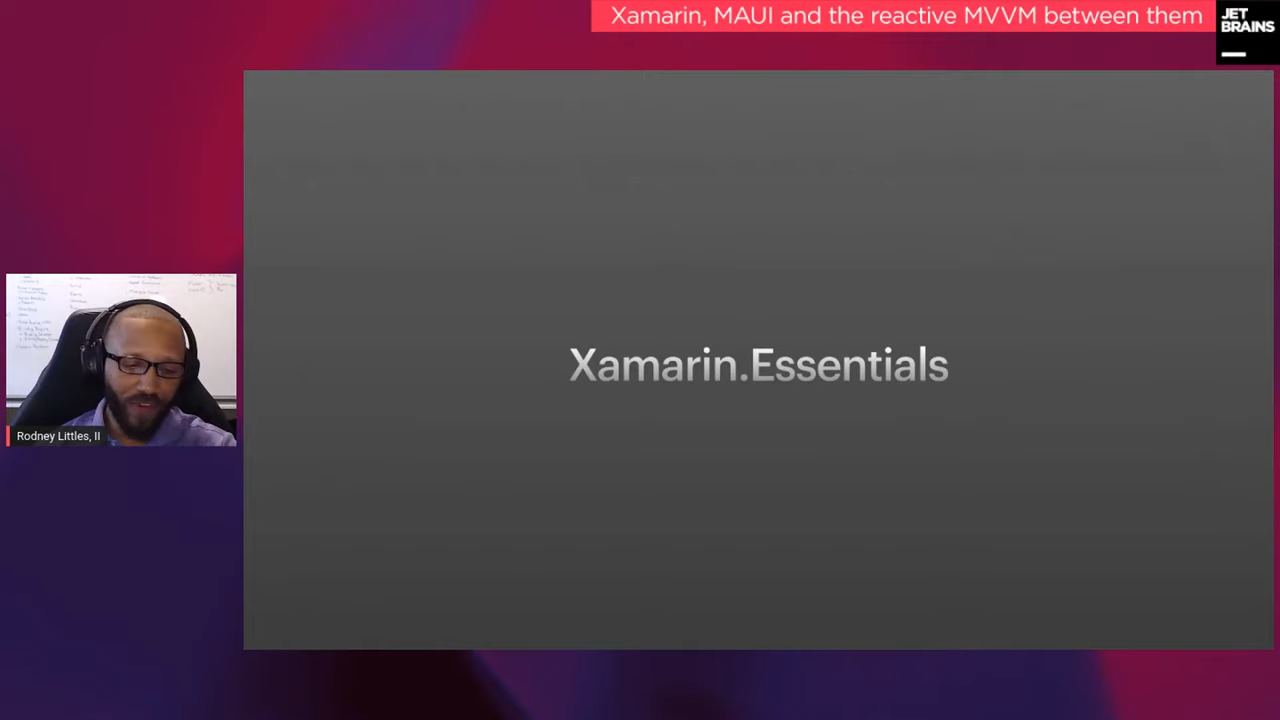 Xamarin, MAUI and the reactive MVVM between them
JET
BRAINS
Xamarin.Essentials
Rodney Littles, II